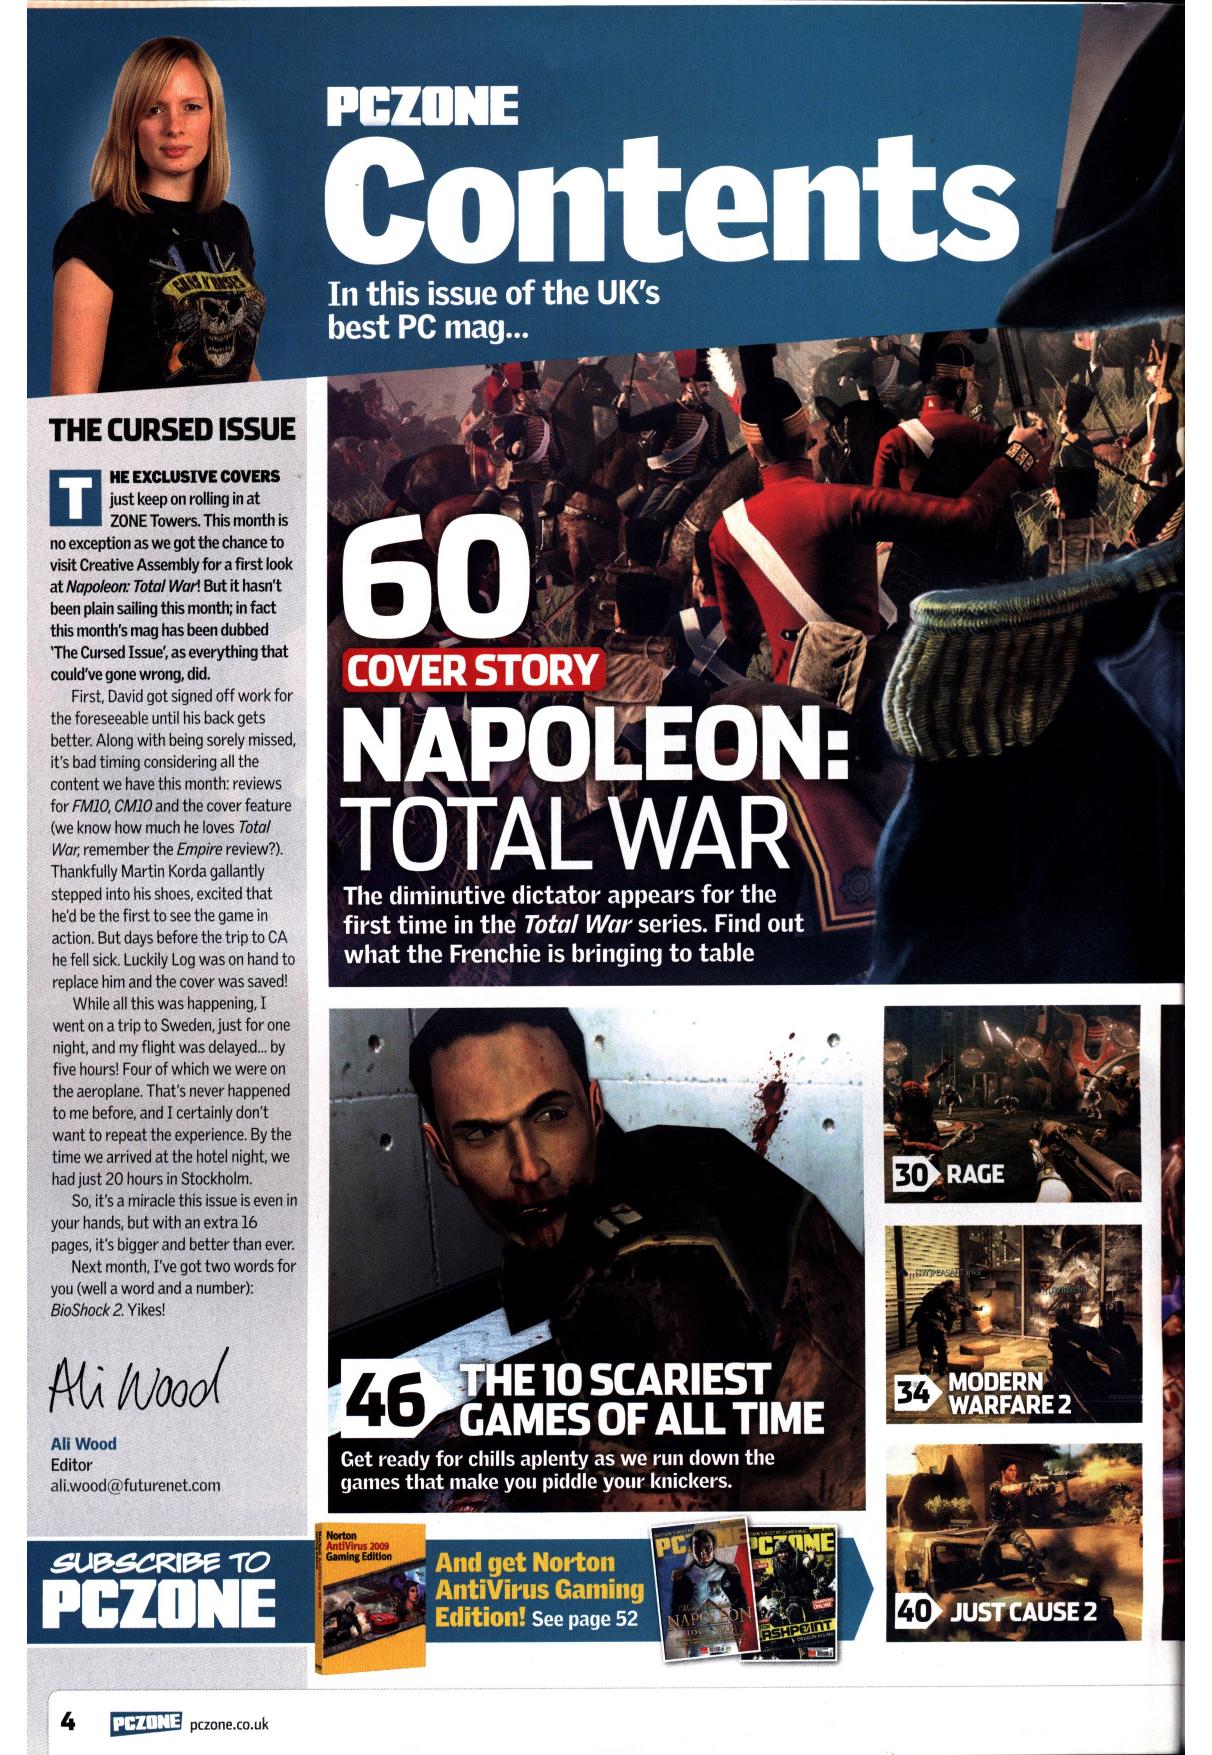 PCZONE
Contents
In this issue of the UK's
best PC mag...
GUNS N' ROSES
THE CURSED ISSUE
THE EXCLUSIVE COVERS
just keep on rolling in at
ZONE Towers. This month is
no exception as we got the chance to
visit Creative Assembly for a first look
at Napoleon: Total War! But it hasn't
been plain sailing this month; in fact
this month's mag has been dubbed
'The Cursed Issue', as everything that
could've gone wrong, did.
First, David got signed off work for
the foreseeable until his back gets
better. Along with being sorely missed,
it's bad timing considering all the
content we have this month: reviews
for FM10, CM10 and the cover feature
(we know how much he loves Total
War, remember the Empire review?).
Thankfully Martin Korda gallantly
stepped into his shoes, excited that
he'd be the first to see the game in
action. But days before the trip to CA
he fell sick. Luckily Log was on hand to
replace him and the cover was saved!
While all this was happening, I
went on a trip to Sweden, just for one
night, and my flight was delayed... by
five hours! Four of which we were on
the aeroplane. That's never happened
to me before, and I certainly don't
want to repeat the experience. By the
time we arrived at the hotel night, we
had just 20 hours in Stockholm.
So, it's a miracle this issue is even in
your hands, but with an extra 16
pages, it's bigger and better than ever.
Next month, I've got two words for
you (well a word and a number):
BioShock 2. Yikes!
Ali Wood
Ali Wood
Editor
ali.wood@futurenet.com
60
COVER STORY
NAPOLEON:
TOTAL WAR
The diminutive dictator appears for the
first time in the Total War series. Find out
what the Frenchie is bringing to table
46
THE 10 SCARIEST
GAMES OF ALL TIME
Get ready for chills aplenty as we run down the
games that make you piddle your knickers.
30 RAGE
34 MODERN
WARFARE 2
40 JUST CAUSE 2
SUBSCRIBE TO
PCZONE
Norton
AntiVirus 2009
Gaming Edition
And get Norton
AntiVirus Gaming
Edition! See page 52
PCZONE
NAPOLEON
PCZONE
DRAGON RISING
4
PCZONE
pczone.co.uk